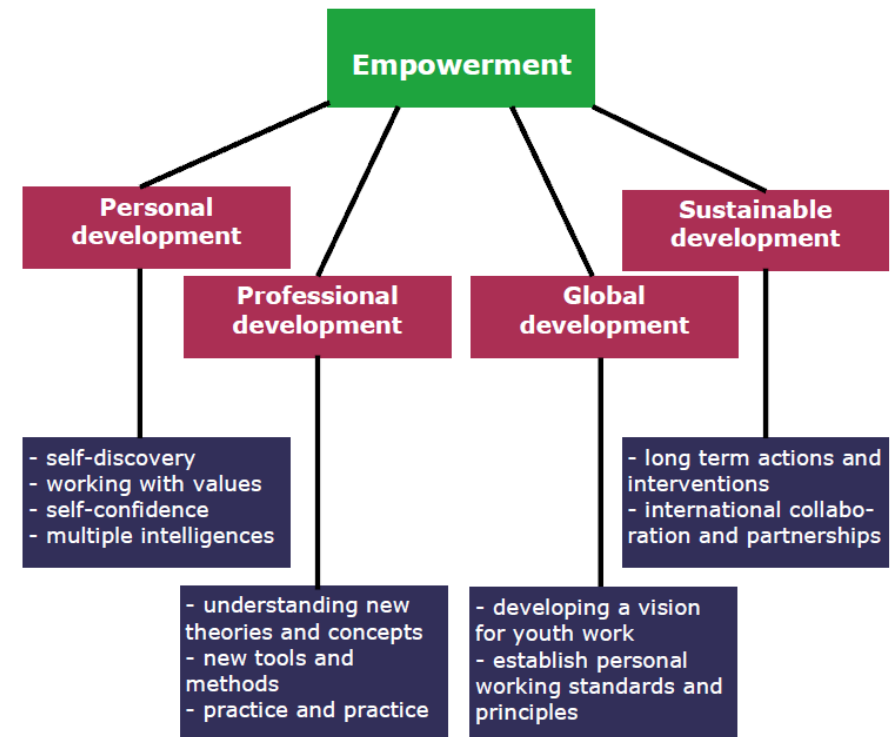 Empowerment
Personal
development
Sustainable
development
Professional
development
Global
development
- self-discovery
- working with values
- self-confidence
- multiple intelligences
- long term actions and
interventions
- international collabo-
ration and partnerships
- understanding new
theories and concepts
- new tools and
methods
- practice and practice
- developing a vision
for youth work
- establish personal
working standards and
principles